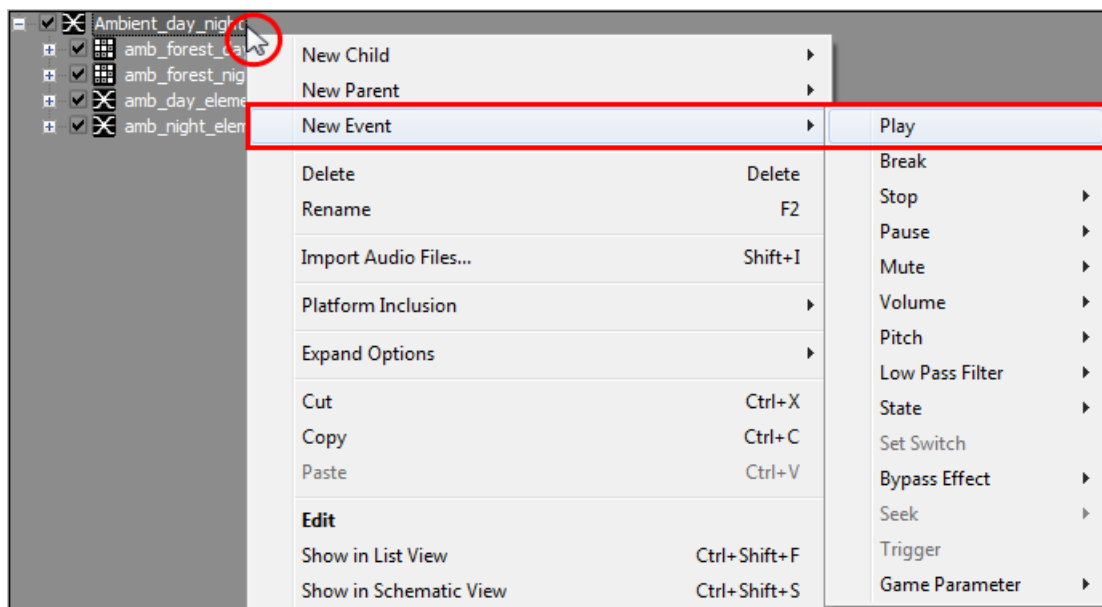 Ambient_day_night
amb_forest_da
amb_forest_nig
amb_day_eleme
amb_night_elem
New Child
New Parent
New Event
Delete Delete
Rename F2
Import Audio Files... Shift+I
Platform Inclusion
Expand Options
Cut Ctrl+X
Copy Ctrl+C
Paste Ctrl+V
Edit
Show in List View Ctrl+Shift+F
Show in Schematic View Ctrl+Shift+S
Play
Break
Stop
Pause
Mute
Volume
Pitch
Low Pass Filter
State
Set Switch
Bypass Effect
Seek
Trigger
Game Parameter